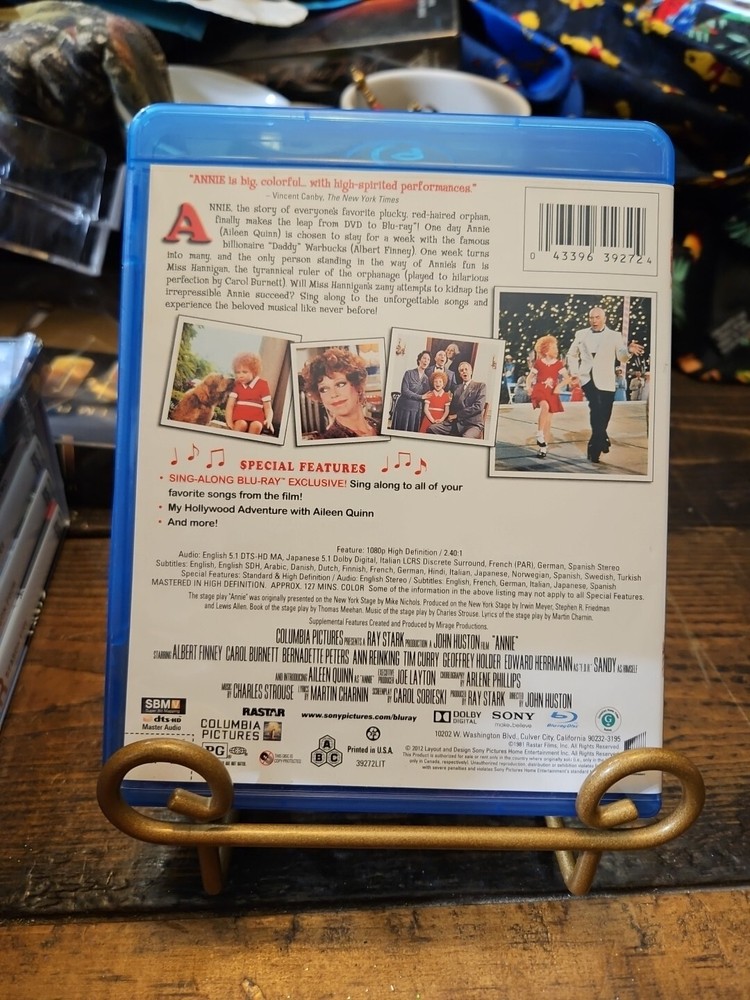 "ANNIE is big, colorful... with high-spirited performances."
- Vincent Canby, The New York Times
ANNIE, the story of everyone's favorite plucky, red-haired orphan,
finally makes the leap from DVD to Blu-ray™! One day Annie
(Aileen Quinn) is chosen to stay for a week with the famous
billionaire "Daddy" Warbucks (Albert Finney). One week turns
into many, and the only person standing in the way of Annie's fun is
Miss Hannigan, the tyrannical ruler of the orphanage (played to hilarious
perfection by Carol Burnett). Will Miss Hannigan's zany attempts to kidnap the
irrepressible Annie succeed? Sing along to the unforgettable songs and
experience the beloved musical like never before!
0 43396 39272 4
SPECIAL FEATURES
• SING-ALONG BLU-RAY™ EXCLUSIVE! Sing along to all of your
favorite songs from the film!
• My Hollywood Adventure with Aileen Quinn
• And more!
Feature: 1080p High Definition / 2.40:1
Audio: English 5.1 DTS-HD MA, Japanese 5.1 Dolby Digital, Italian LCRS Discrete Surround, French (PAR), German, Spanish Stereo
Subtitles: English, English SDH, Arabic, Danish, Dutch, Finnish, French, German, Hindi, Italian, Japanese, Norwegian, Spanish, Swedish, Turkish
Special Features: Standard & High Definition / Audio: English Stereo / Subtitles: English, French, German, Italian, Japanese, Spanish
MASTERED IN HIGH DEFINITION. APPROX. 127 MINS. COLOR Some of the information in above listing may not apply to all Special Features.
The stage play "Annie" was originally presented on the New York Stage by Mike Nichols. Produced on the New York Stage by Irwin Meyer, Stephen R. Friedman
and Lewis Allen. Book of the stage play by Thomas Meehan. Music of the stage play by Charles Strouse. Lyrics of the stage play by Martin Charnin.
Supplemental Features Created and Produced by Mirage Productions.
COLUMBIA PICTURES PRESENTS A RAY STARK PRODUCTION A JOHN HUSTON FILM "ANNIE"
STARRING ALBERT FINNEY CAROL BURNETT BERNADETTE PETERS ANN REINKING TIM CURRY GEOFFREY HOLDER EDWARD HERRMANN AS "F.D.R." SANDY AS HIMSELF
AND INTRODUCING AILEEN QUINN AS "ANNIE" EXECUTIVE PRODUCER JOE LAYTON CHOREOGRAPHY ARLENE PHILLIPS
MUSIC BY CHARLES STROUSE LYRICS BY MARTIN CHARNIN SCREENPLAY BY CAROL SOBIESKI PRODUCED BY RAY STARK DIRECTED BY JOHN HUSTON
SBMV
dts-HD
Master Audio
RASTAR
www.sonypictures.com/bluray
DOLBY
DIGITAL
SONY
make.believe
Blu-ray Disc
G
COLUMBIA
PICTURES
10202 W. Washington Blvd., Culver City, California 90232-3195
©1981 Rastar Films, Inc. All Rights Reserved.
© 2012 Layout and Design Sony Pictures Home Entertainment Inc. All Rights Reserved.
PG
A
B
C
Printed in U.S.A.
39272LIT